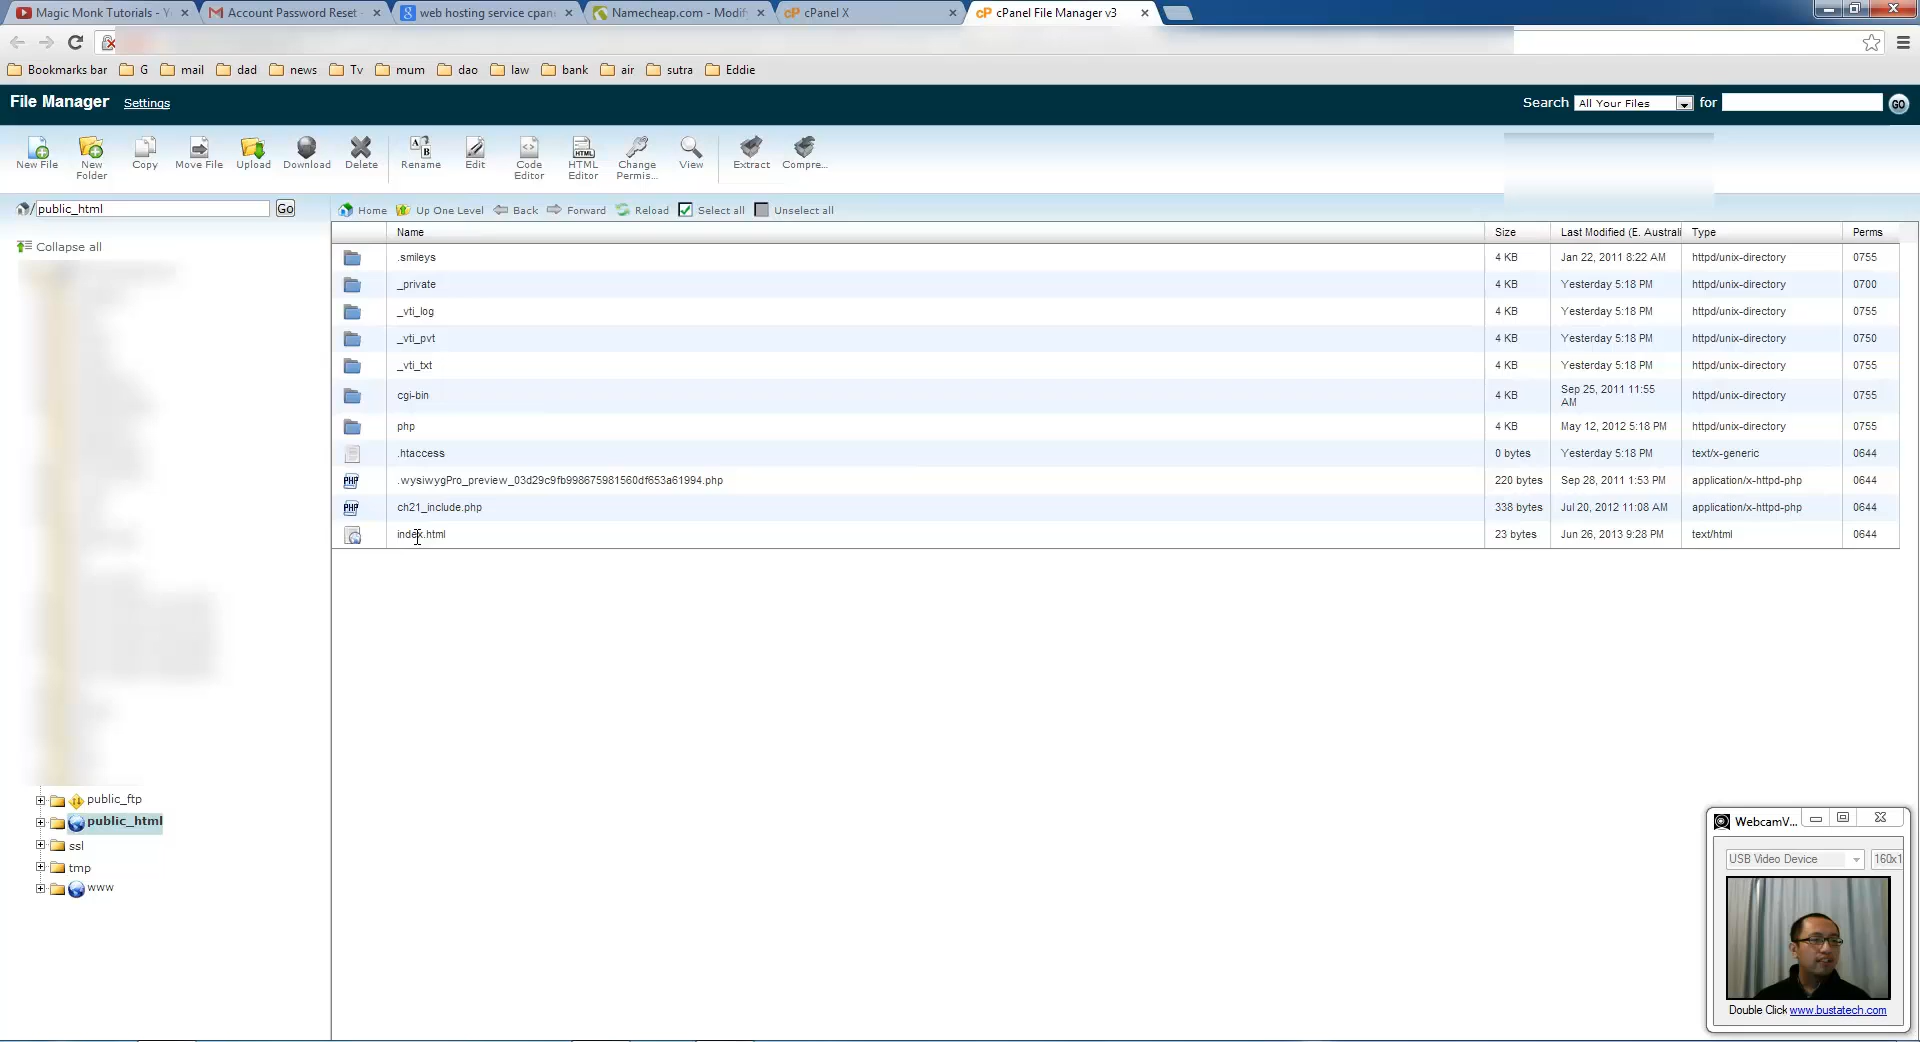 Magic Monk Tutorials - Y
Account Password Reset -
web hosting service cpan
Namecheap.com - Modify
cPanel X
cPanel File Manager v3
Bookmarks bar G mail dad news Tv mum dao law bank air sutra Eddie
File Manager Settings
Search All Your Files for GO
New File
New Folder
Copy
Move File
Upload
Download
Delete
Rename
Edit
Code Editor
HTML Editor
Change Permis...
View
Extract
Compre...
/ public_html Go
Home Up One Level Back Forward Reload Select all Unselect all
Collapse all
Name Size Last Modified (E. Australi Type Perms
.smileys 4 KB Jan 22, 2011 8:22 AM httpd/unix-directory 0755
_private 4 KB Yesterday 5:18 PM httpd/unix-directory 0700
_vti_log 4 KB Yesterday 5:18 PM httpd/unix-directory 0755
_vti_pvt 4 KB Yesterday 5:18 PM httpd/unix-directory 0750
_vti_txt 4 KB Yesterday 5:18 PM httpd/unix-directory 0755
cgi-bin 4 KB Sep 25, 2011 11:55 AM httpd/unix-directory 0755
php 4 KB May 12, 2012 5:18 PM httpd/unix-directory 0755
.htaccess 0 bytes Yesterday 5:18 PM text/x-generic 0644
PHP .wysiwygPro_preview_03d29c9fb998675981560df653a61994.php 220 bytes Sep 28, 2011 1:53 PM application/x-httpd-php 0644
PHP ch21_include.php 338 bytes Jul 20, 2012 11:08 AM application/x-httpd-php 0644
index.html 23 bytes Jun 26, 2013 9:28 PM text/html 0644
public_ftp
public_html
ssl
tmp
www
WebcamV...
USB Video Device 160x1
Double Click www.bustatech.com